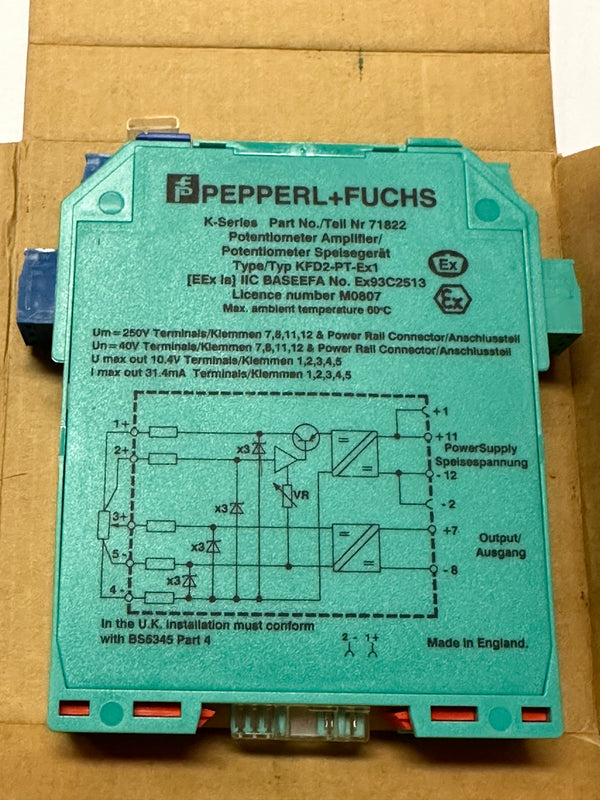 PEPPERL+FUCHS
K-Series Part No./Teil Nr 71822
Potentiometer Amplifier/
Potentiometer Speisegerät
Type/Typ KFD2-PT-Ex1
[EEx ia] IIC BASEEFA No. Ex93C2513
Licence number M0807
Max. ambient temperature 60°C
Ex
Ex
Um=250V Terminals/Klemmen 7,8,11,12 & Power Rail Connector/Anschlussteil
Un=40V Terminals/Klemmen 7,8,11,12 & Power Rail Connector/Anschlussteil
U max out 10.4V Terminals/Klemmen 1,2,3,4,5
I max out 31.4mA Terminals/Klemmen 1,2,3,4,5
1+
2+
3+
5-
4-
x3
x3
x3
x3
VR
+1
+11
PowerSupply
Speisespannung
-12
-2
+7
Output/
Ausgang
-8
In the U.K. installation must conform
with BS5345 Part 4
2 - 1+
Made in England.